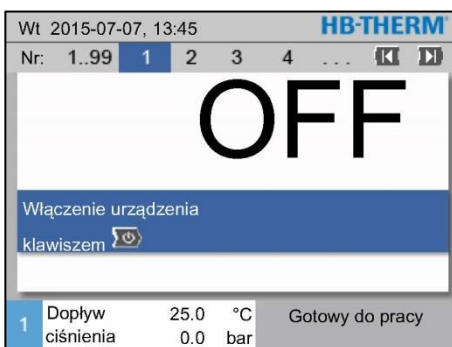 Wt 2015-07-07, 13:45 HB-THERM®
Nr: 1..99 1 2 3 4 ...
OFF
Włączenie urządzenia
klawiszem
1 Dopływ 25.0 °C Gotowy do pracy
ciśnienia 0.0 bar